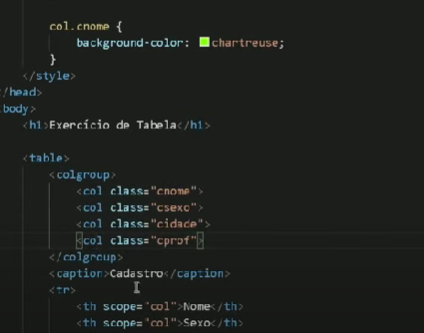 col.cnome {
background-color: chartreuse;
}
</style>
</head>
<body>
<h1>Exercício de Tabela</h1>
<table>
<colgroup>
<col class="cnome">
<col class="csexo">
<col class="cidade">
<col class="cprof">
</colgroup>
<caption>Cadastro</caption>
<tr>
<th scope="col">Nome</th>
<th scope="col">Sexo</th>